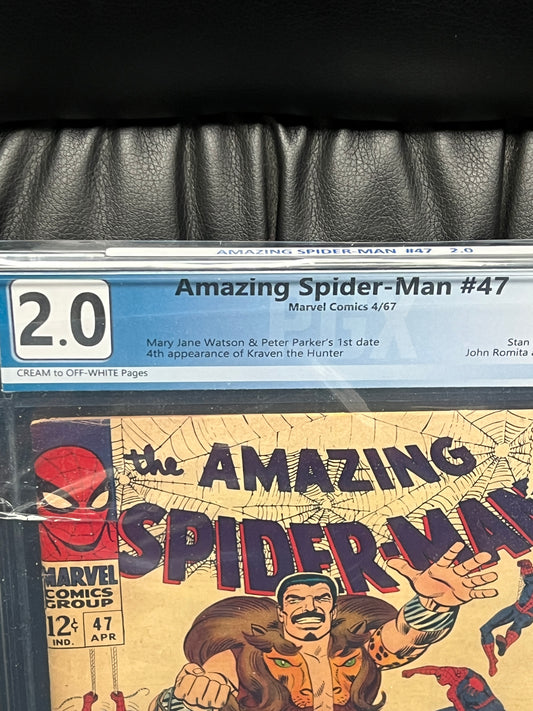 AMAZING SPIDER-MAN #47 2.0
2.0
Amazing Spider-Man #47
Marvel Comics 4/67
PGX
Mary Jane Watson & Peter Parker's 1st date
Stan
4th appearance of Kraven the Hunter
John Romita
CREAM to OFF-WHITE Pages
the AMAZING
SPIDER-MAN
MARVEL
COMICS
GROUP
12¢ 47
IND. APR